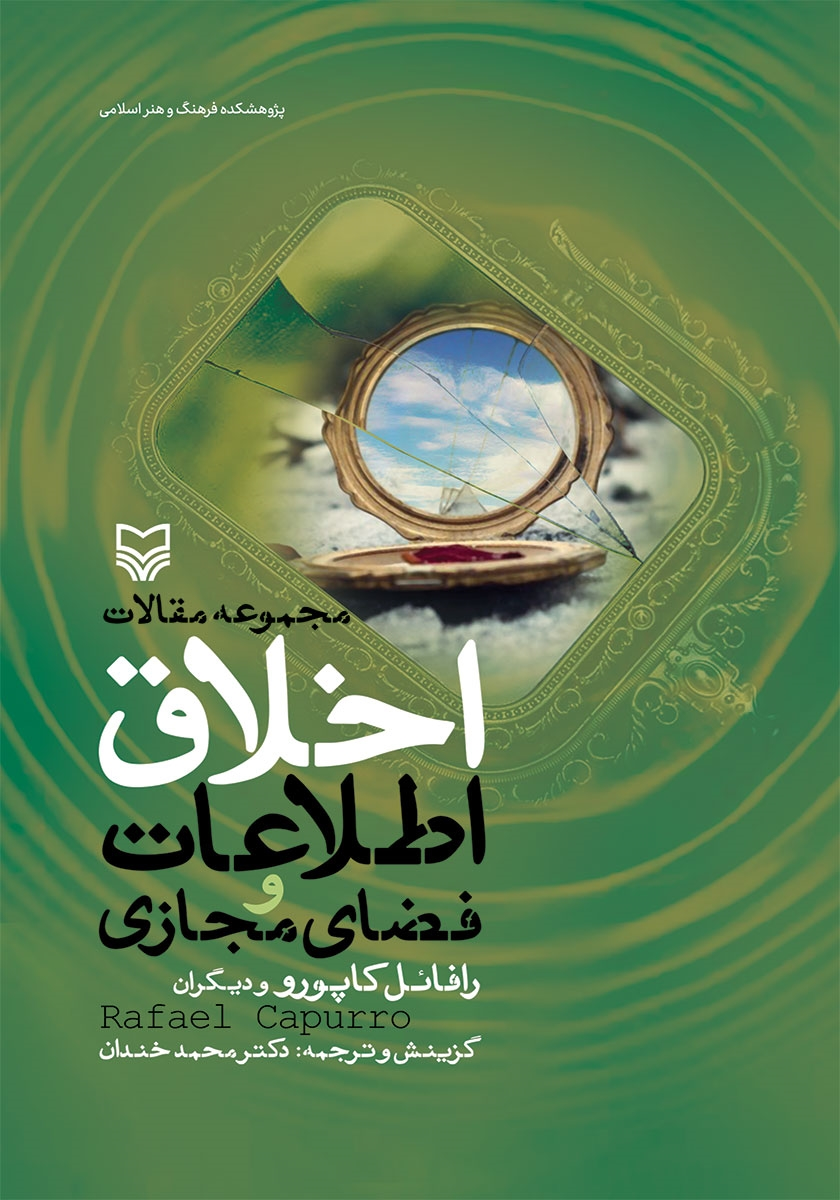 پژوهشکده فرهنگ و هنر اسلامی
مجموعه مقالات
اخلاق
اطلاعات
و
فضای مجازی
رافائل کاپورو و دیگران
Rafael Capurro
گزینش و ترجمه: دکتر محمد خندان